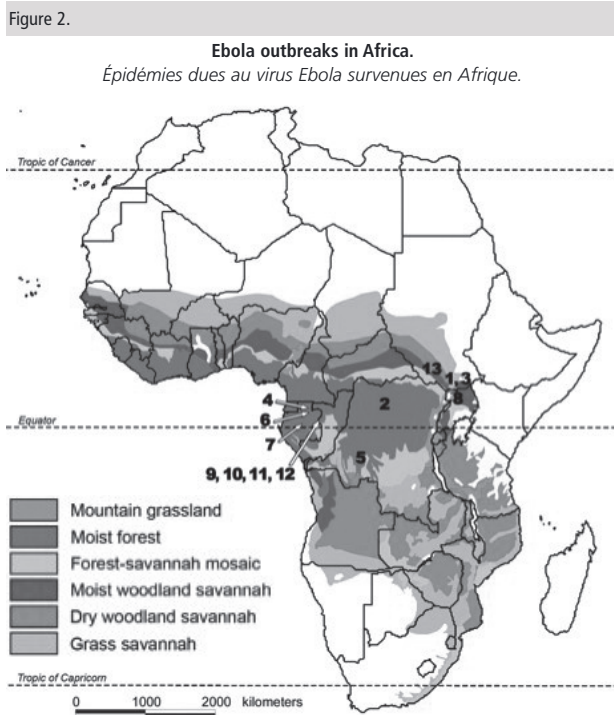 Figure 2.
Ebola outbreaks in Africa.
Épidémies dues au virus Ebola survenues en Afrique.
Tropic of Cancer
13
1, 3
8
2
4
6
Equator
7
5
9, 10, 11, 12
Mountain grassland
Moist forest
Forest-savannah mosaic
Moist woodland savannah
Dry woodland savannah
Grass savannah
Tropic of Capricorn
0 1000 2000 kilometers